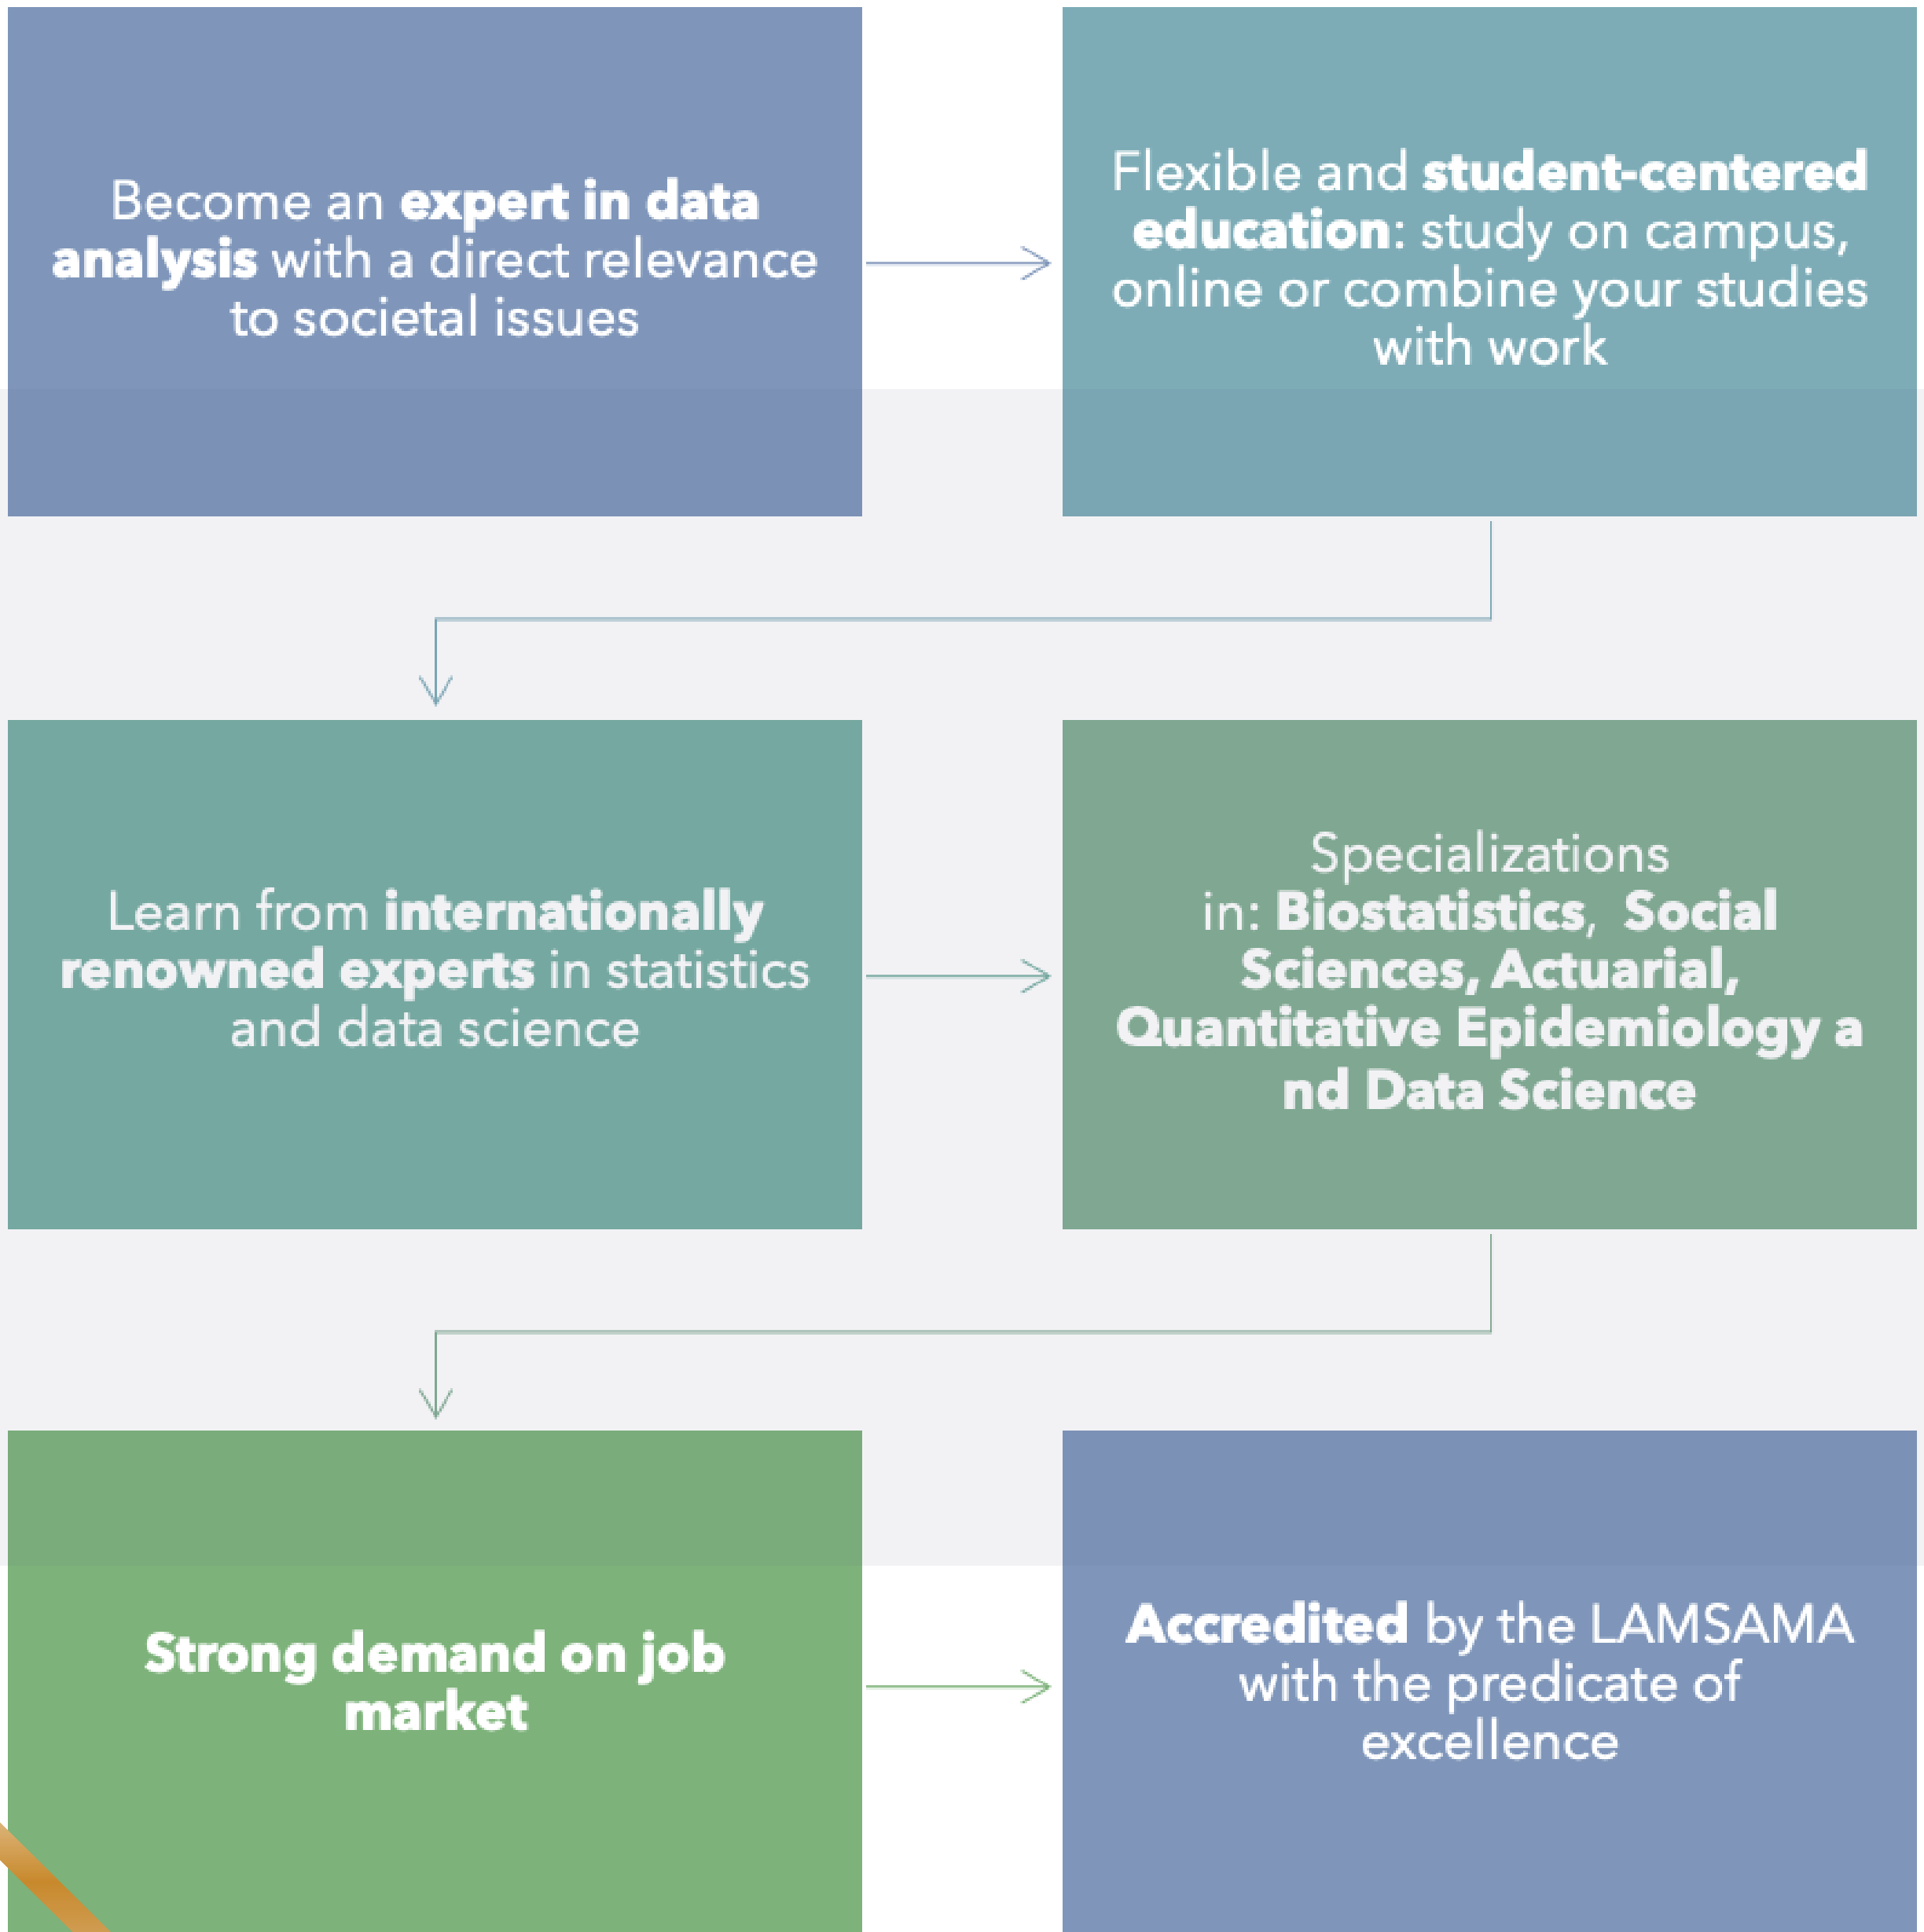 Become an expert in data
analysis with a direct relevance
to societal issues
Flexible and student-centered
education: study on campus,
online or combine your studies
with work
Learn from internationally
renowned experts in statistics
and data science
Specializations
in: Biostatistics,  Social
Sciences, Actuarial,
Quantitative Epidemiology a
nd Data Science
Strong demand on job
market
Accredited by the LAMSAMA
with the predicate of
excellence